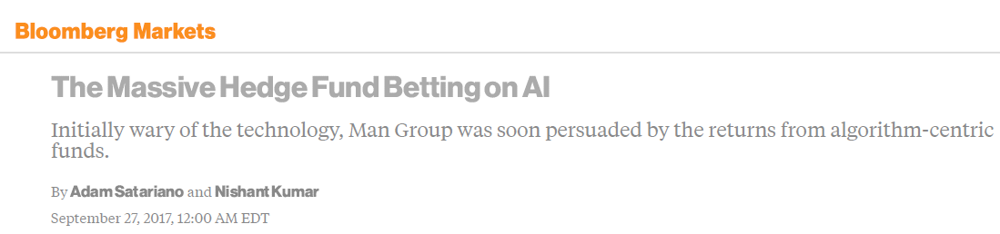 Bloomberg Markets
The Massive Hedge Fund Betting on AI
Initially wary of the technology, Man Group was soon persuaded by the returns from algorithm-centric
funds.
By Adam Satariano and Nishant Kumar
September 27, 2017, 12:00 AM EDT